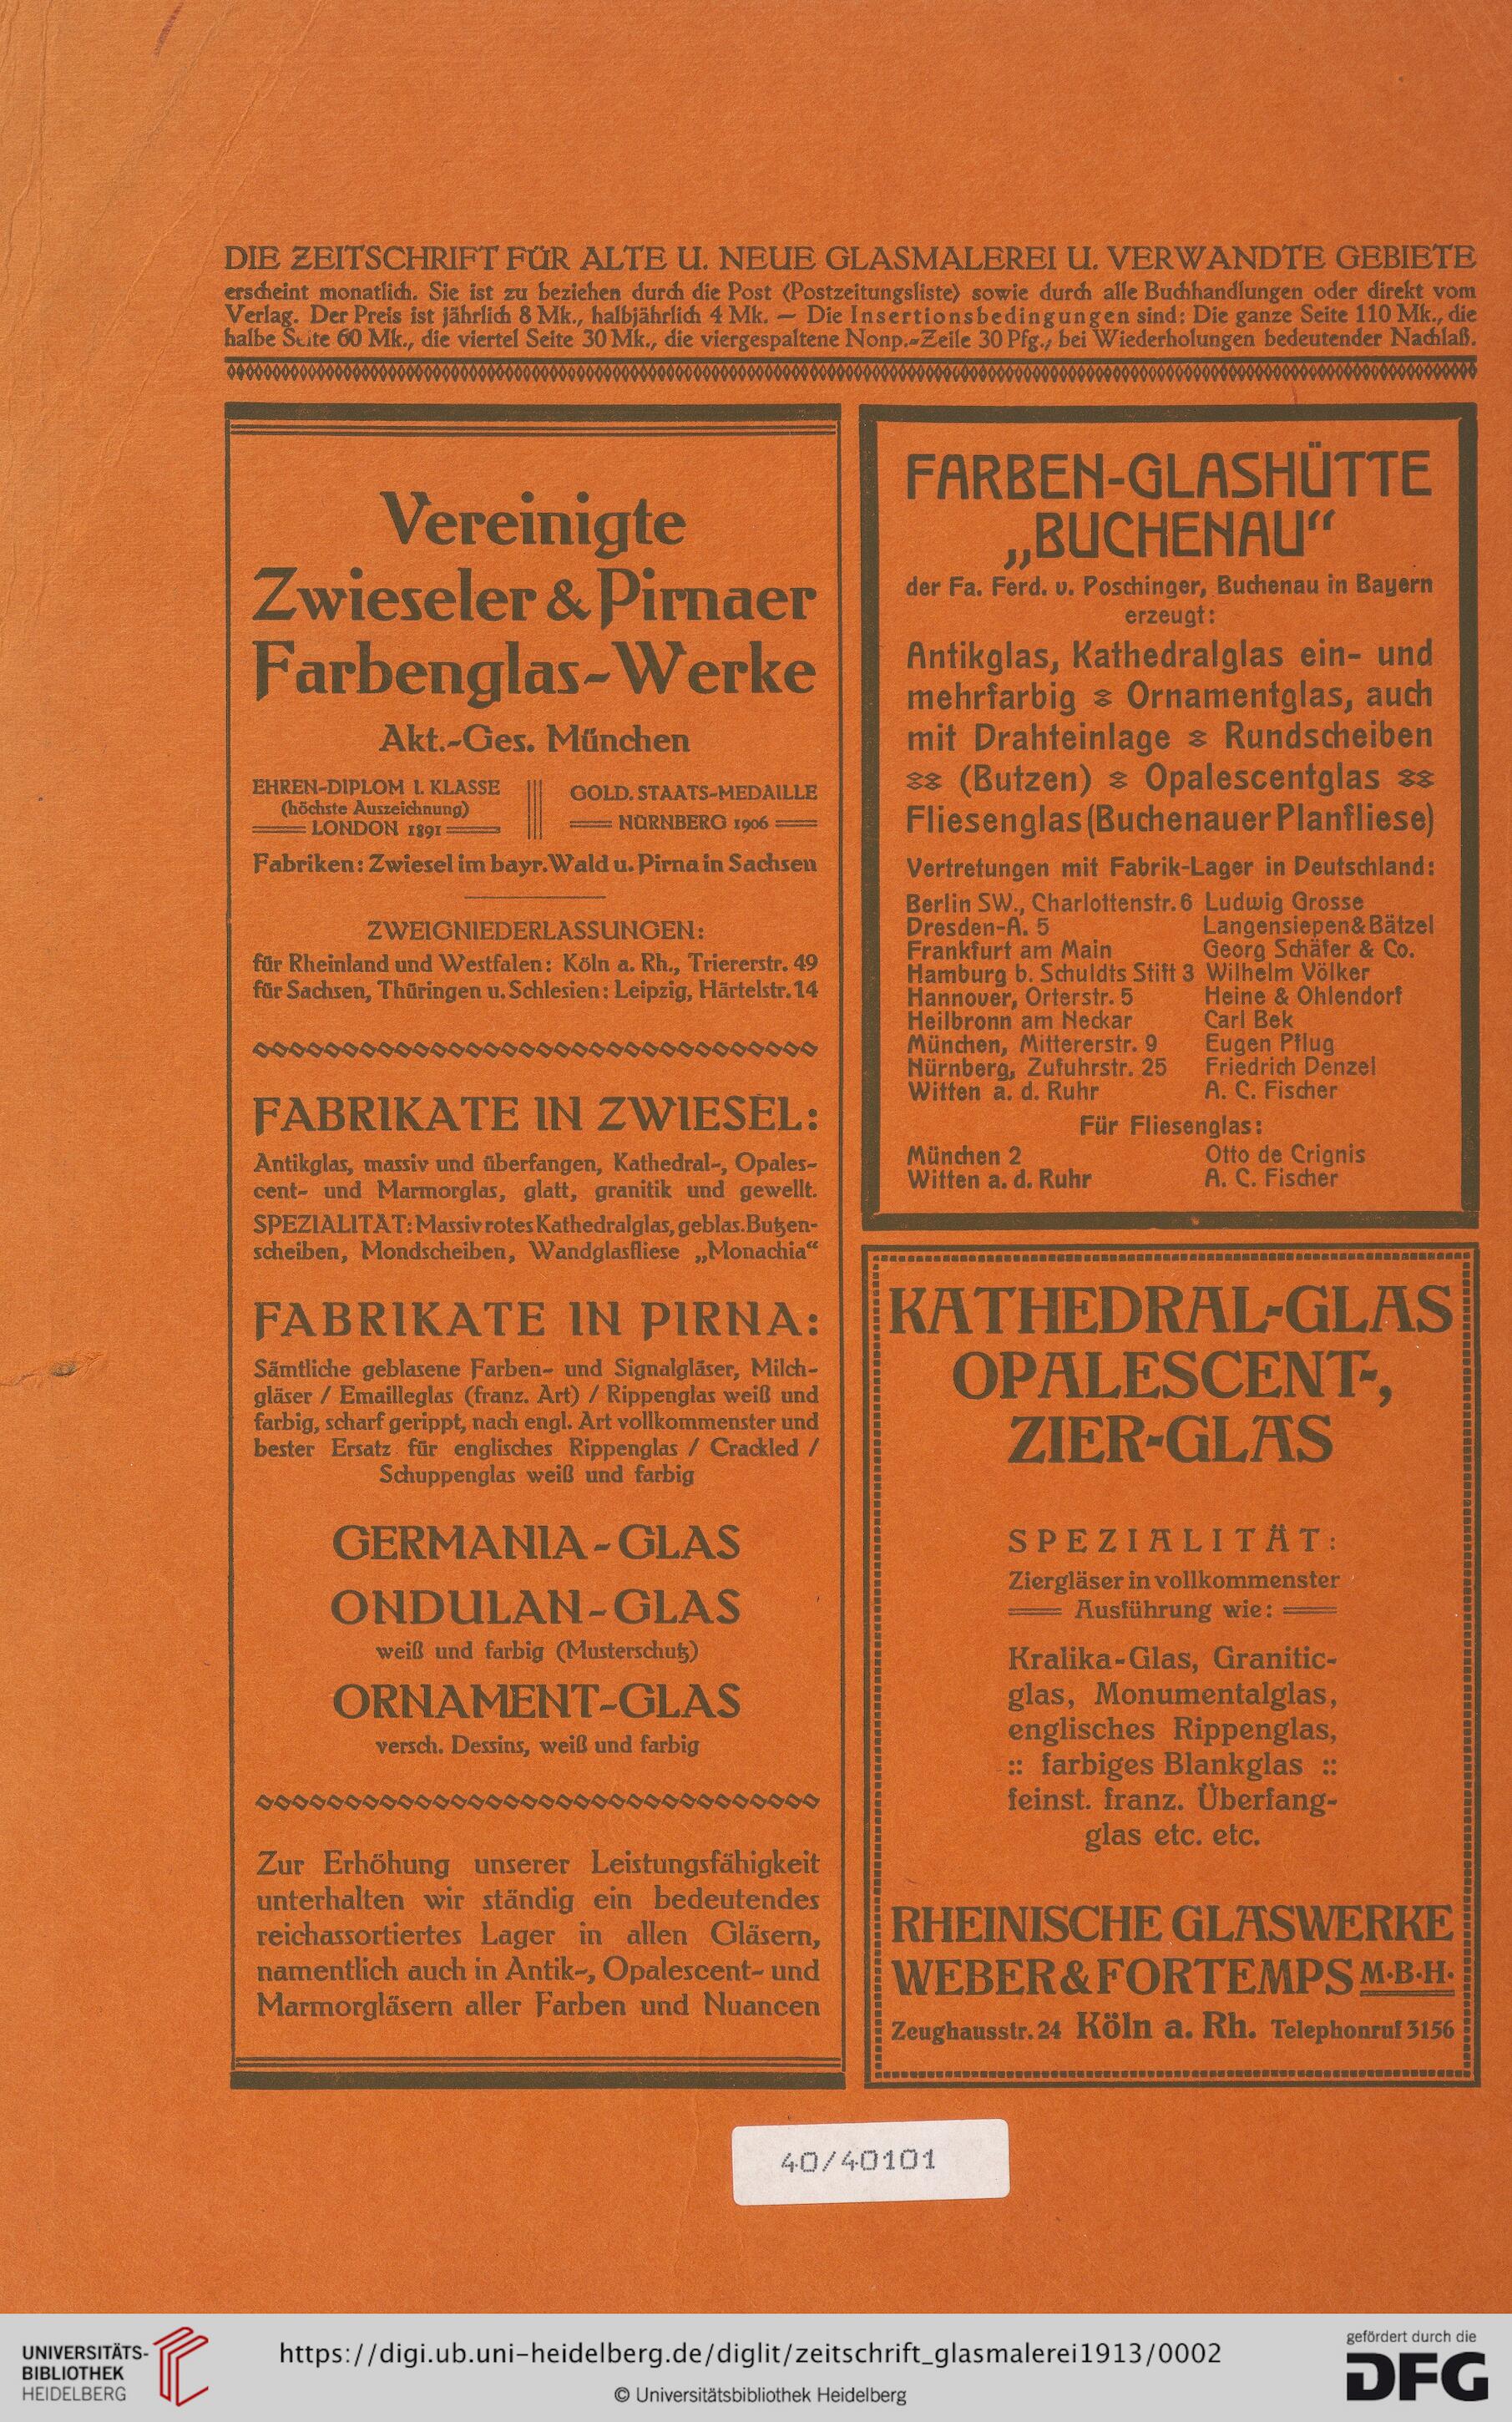 DIE ZEITSCHRIFT FÜR ALTE U. NEUE GLASMALEREI U. VERWANDTE GEBIETE
erscheint monatlich. Sie ist zu beziehen durch die Post (Postzeitungsliste) sowie durch alle Buchhandlungen oder direkt vom
Verlag. Der Preis ist jährlich 8 Mk., halbjährlich 4 Mk. — Die Insertionsbedingungen sind: Die ganze Seite 110 Mk., die
halbe Seite 60 Mk., die viertel Seite 30 Mk., die viergespaltene Nonp.-Zeile 30 Pfg., bei Wiederholungen bedeutender Nachlaß.
Vereinigte
Zwieseler & Pirnaer
Farbenglas-Werke
Akt.-Ges. München
EHREN-DIPLOM I. KLASSE
(höchste Auszeichnung)
LONDON 1891
GOLD. STAATS-MEDAILLE
NÜRNBERG 1906
Fabriken: Zwiesel im bayr. Wald u. Pirna in Sachsen
ZWEIGNIEDERLASSUNGEN:
für Rheinland und Westfalen: Köln a. Rh., Triererstr. 49
für Sachsen, Thüringen u. Schlesien: Leipzig, Härtelstr. 14
FABRIKATE IN ZWIESEL:
Antikglas, massiv und überfangen, Kathedral-, Opales-
cent- und Marmorglas, glatt, granitik und gewellt.
SPEZIALITÄT: Massiv rotes Kathedralglas, geblas. Butzen-
scheiben, Mondscheiben, Wandglasfliese „Monachia“
FABRIKATE IN PIRNA:
Sämtliche geblasene Farben- und Signalgläser, Milch-
gläser / Emailleglas (franz. Art) / Rippenglas weiß und
farbig, scharf gerippt, nach engl. Art vollkommenster und
bester Ersatz für englisches Rippenglas / Crackled /
Schuppenglas weiß und farbig
GERMANIA-GLAS
ONDULAN-GLAS
weiß und farbig (Musterschutz)
ORNAMENT-GLAS
versch. Dessins, weiß und farbig
Zur Erhöhung unserer Leistungsfähigkeit
unterhalten wir ständig ein bedeutendes
reichassortiertes Lager in allen Gläsern,
namentlich auch in Antik-, Opalescent- und
Marmorgläsern aller Farben und Nuancen
FARBEN-GLASHÜTTE
„BUCHENAU“
der Fa. Ferd. v. Poschinger, Buchenau in Bayern
erzeugt:
Antikglas, Kathedralglas ein- und
mehrfarbig Ornamentglas, auch
mit Drahteinlage Rundscheiben
(Butzen) Opalescentglas
Fliesenglas (Buchenauer Planfliese)
Vertretungen mit Fabrik-Lager in Deutschland:
Berlin SW., Charlottenstr. 6 Ludwig Grosse
Dresden-A. 5 Langensiepen & Bätzel
Frankfurt am Main Georg Schäfer & Co.
Hamburg b. Schuldts Stift 3 Wilhelm Völker
Hannover, Orterstr. 5 Heine & Ohlendorf
Heilbronn am Neckar Carl Bek
München, Mittererstr. 9 Eugen Pflug
Nürnberg, Zufuhrstr. 25 Friedrich Denzel
Witten a. d. Ruhr A. C. Fischer
Für Fliesenglas:
München 2 Otto de Crignis
Witten a. d. Ruhr A. C. Fischer
KATHEDRAL-GLAS
OPALESCENT-,
ZIER-GLAS
SPEZIALITÄT:
Ziergläser in vollkommenster
Ausführung wie:
Kralika-Glas, Granitic-
glas, Monumentalglas,
englisches Rippenglas,
:: farbiges Blankglas ::
feinst. franz. Überfang-
glas etc. etc.
RHEINISCHE GLASWERKE
WEBER & FORTEMPS M·B·H·
Zeughausstr. 24 Köln a. Rh. Telephonruf 3156
40/40101
UNIVERSITÄTS-
BIBLIOTHEK
HEIDELBERG
https://digi.ub.uni-heidelberg.de/diglit/zeitschrift_glasmalerei1913/0002
© Universitätsbibliothek Heidelberg
gefördert durch die
DFG